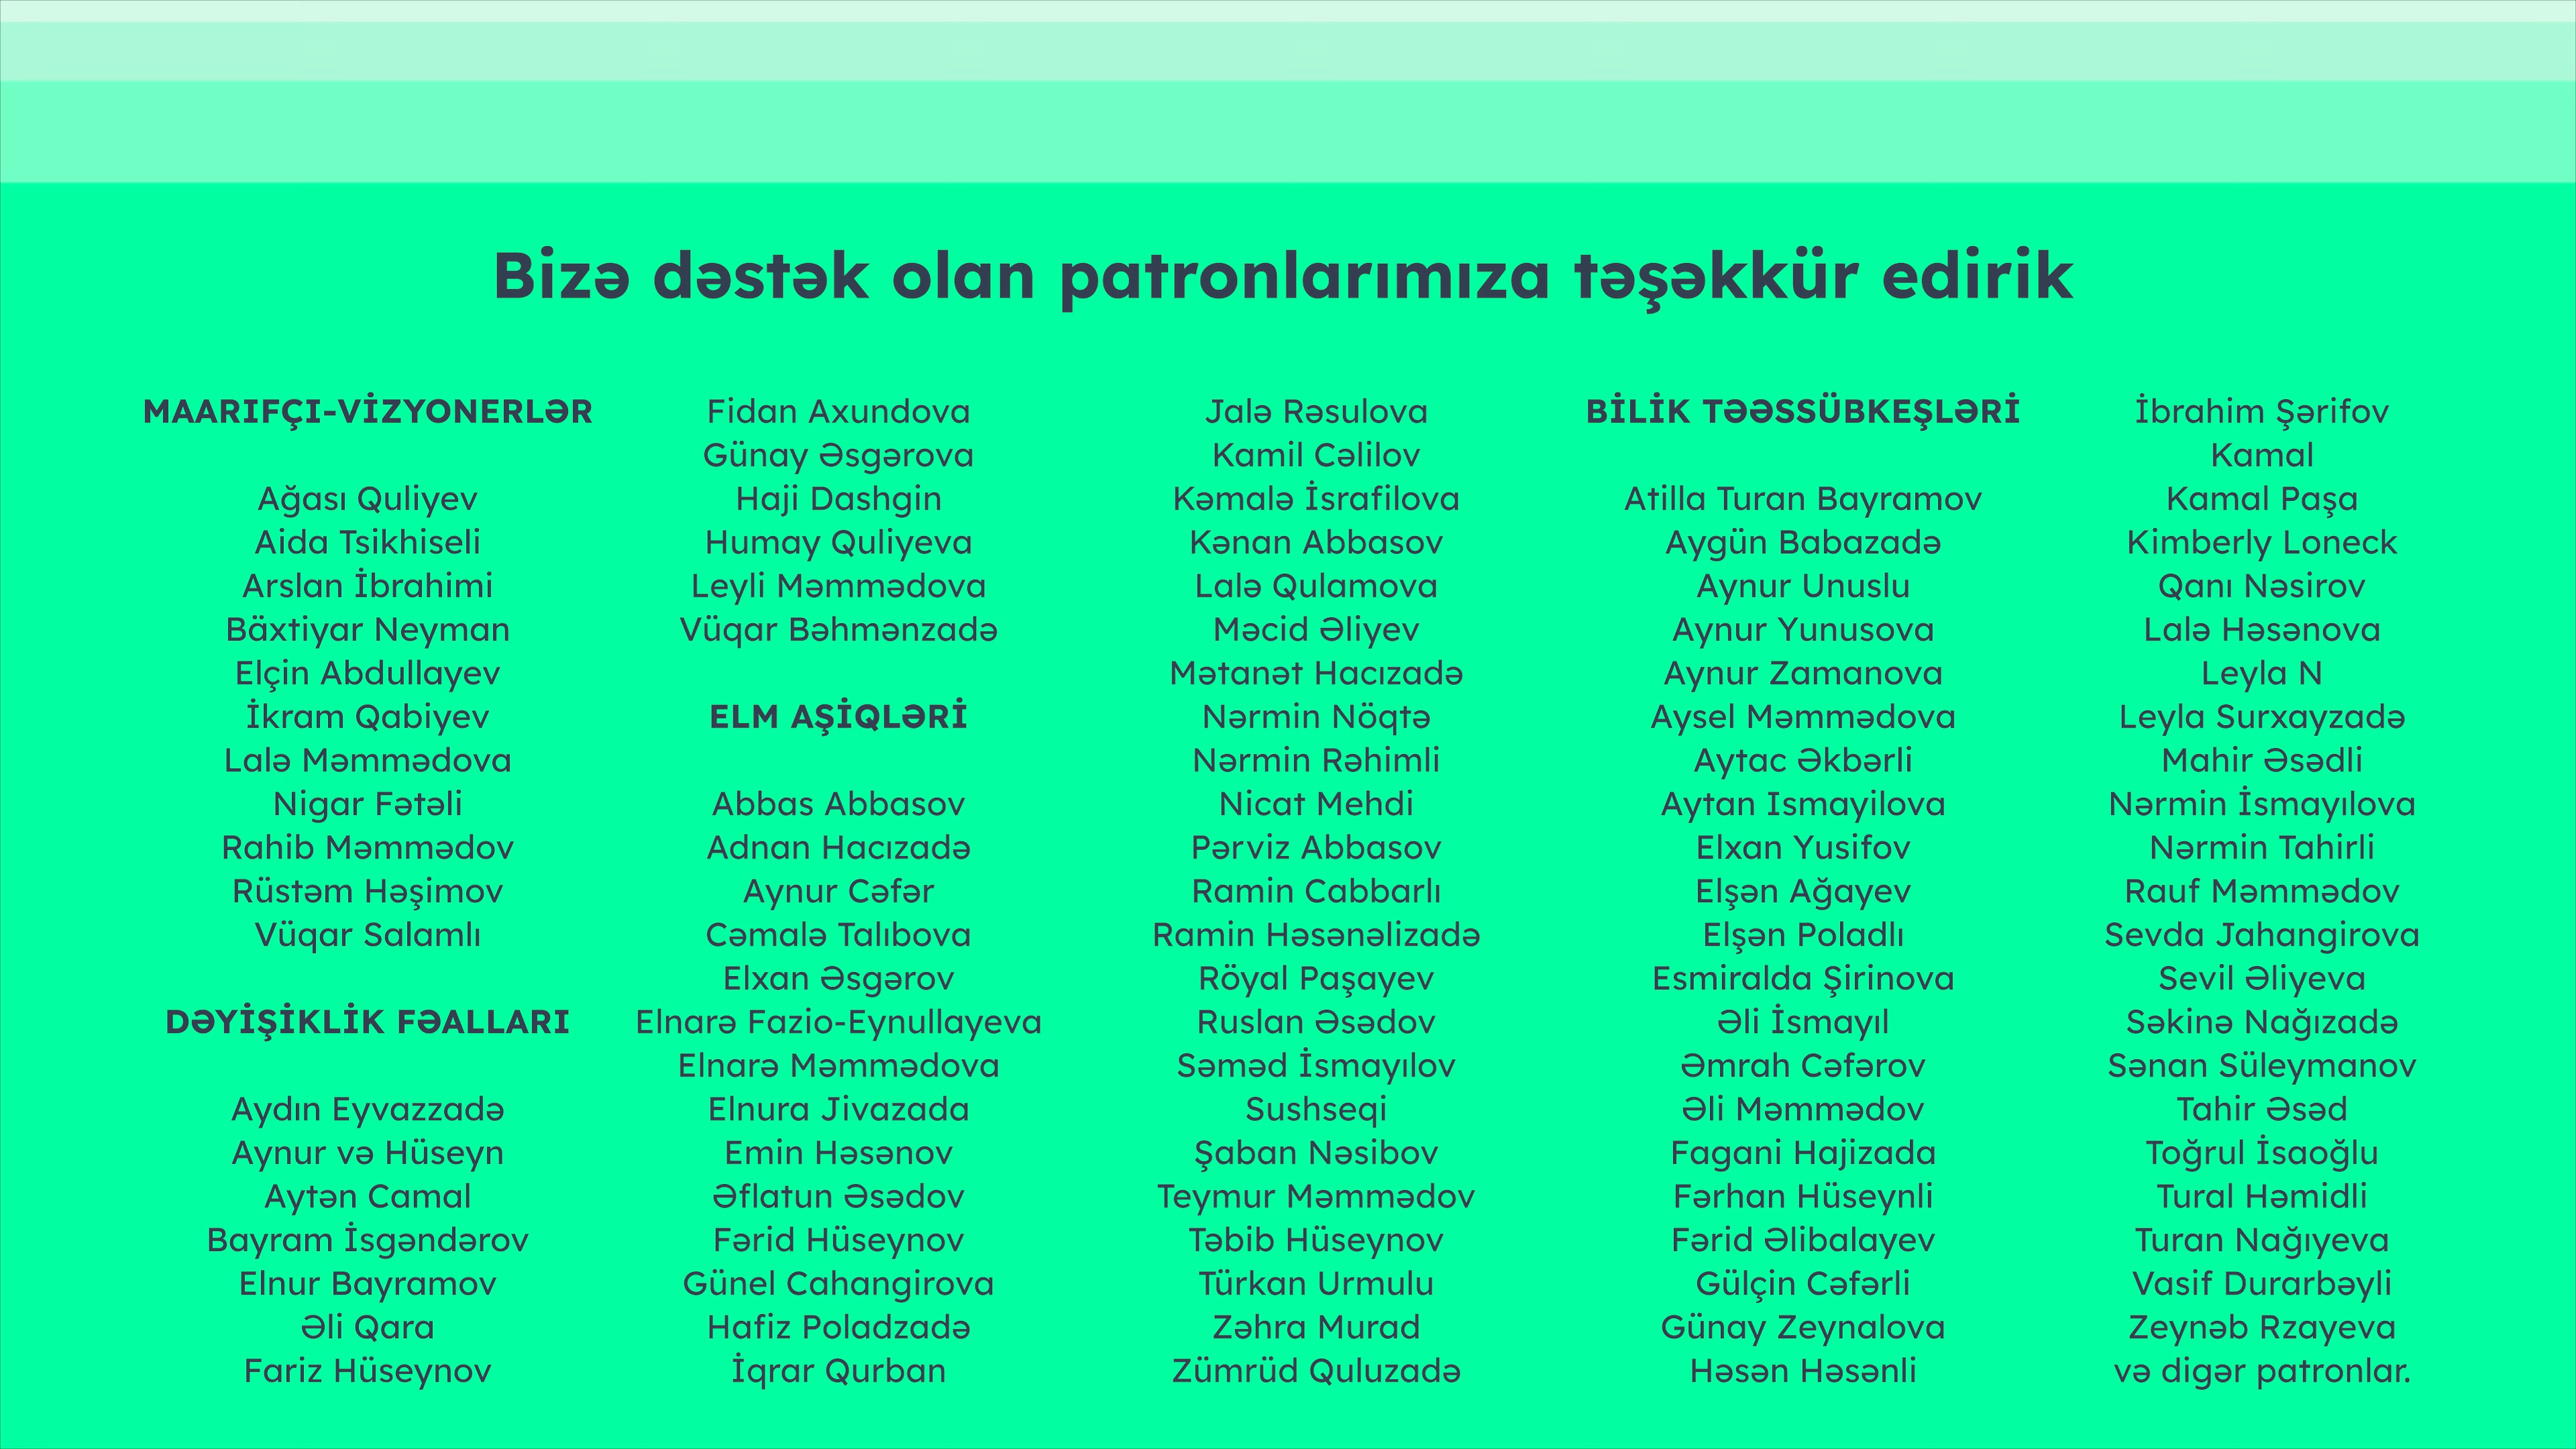 Bizə dəstək olan patronlarımıza təşəkkür edirik
MAARIFÇI-VİZYONERLƏR
Ağası Quliyev
Aida Tsikhiseli
Arslan İbrahimi
Bäxtiyar Neyman
Elçin Abdullayev
İkram Qabiyev
Lalə Məmmədova
Nigar Fətəli
Rahib Məmmədov
Rüstəm Həşimov
Vüqar Salamlı
DƏYİŞİKLİK FƏALLARI
Aydın Eyvazzadə
Aynur və Hüseyn
Aytən Camal
Bayram İsgəndərov
Elnur Bayramov
Əli Qara
Fariz Hüseynov
Fidan Axundova
Günay Əsgərova
Haji Dashgin
Humay Quliyeva
Leyli Məmmədova
Vüqar Bəhmənzadə
ELM AŞİQLƏRİ
Abbas Abbasov
Adnan Hacızadə
Aynur Cəfər
Cəmalə Talıbova
Elxan Əsgərov
Elnarə Fazio-Eynullayeva
Elnarə Məmmədova
Elnura Jivazada
Emin Həsənov
Əflatun Əsədov
Fərid Hüseynov
Günel Cahangirova
Hafiz Poladzadə
İqrar Qurban
Jalə Rəsulova
Kamil Cəlilov
Kəmalə İsrafilova
Kənan Abbasov
Lalə Qulamova
Məcid Əliyev
Mətanət Hacızadə
Nərmin Nöqtə
Nərmin Rəhimli
Nicat Mehdi
Pərviz Abbasov
Ramin Cabbarlı
Ramin Həsənəlizadə
Röyal Paşayev
Ruslan Əsədov
Səməd İsmayılov
Sushseqi
Şaban Nəsibov
Teymur Məmmədov
Təbib Hüseynov
Türkan Urmulu
Zəhra Murad
Zümrüd Quluzadə
BİLİK TƏƏSSÜBKEŞLƏRİ
Atilla Turan Bayramov
Aygün Babazadə
Aynur Unuslu
Aynur Yunusova
Aynur Zamanova
Aysel Məmmədova
Aytac Əkbərli
Aytan Ismayilova
Elxan Yusifov
Elşən Ağayev
Elşən Poladlı
Esmiralda Şirinova
Əli İsmayıl
Əmrah Cəfərov
Əli Məmmədov
Fagani Hajizada
Fərhan Hüseynli
Fərid Əlibalayev
Gülçin Cəfərli
Günay Zeynalova
Həsən Həsənli
İbrahim Şərifov
Kamal
Kamal Paşa
Kimberly Loneck
Qanı Nəsirov
Lalə Həsənova
Leyla N
Leyla Surxayzadə
Mahir Əsədli
Nərmin İsmayılova
Nərmin Tahirli
Rauf Məmmədov
Sevda Jahangirova
Sevil Əliyeva
Səkinə Nağızadə
Sənan Süleymanov
Tahir Əsəd
Toğrul İsaoğlu
Tural Həmidli
Turan Nağıyeva
Vasif Durarbəyli
Zeynəb Rzayeva
və digər patronlar.